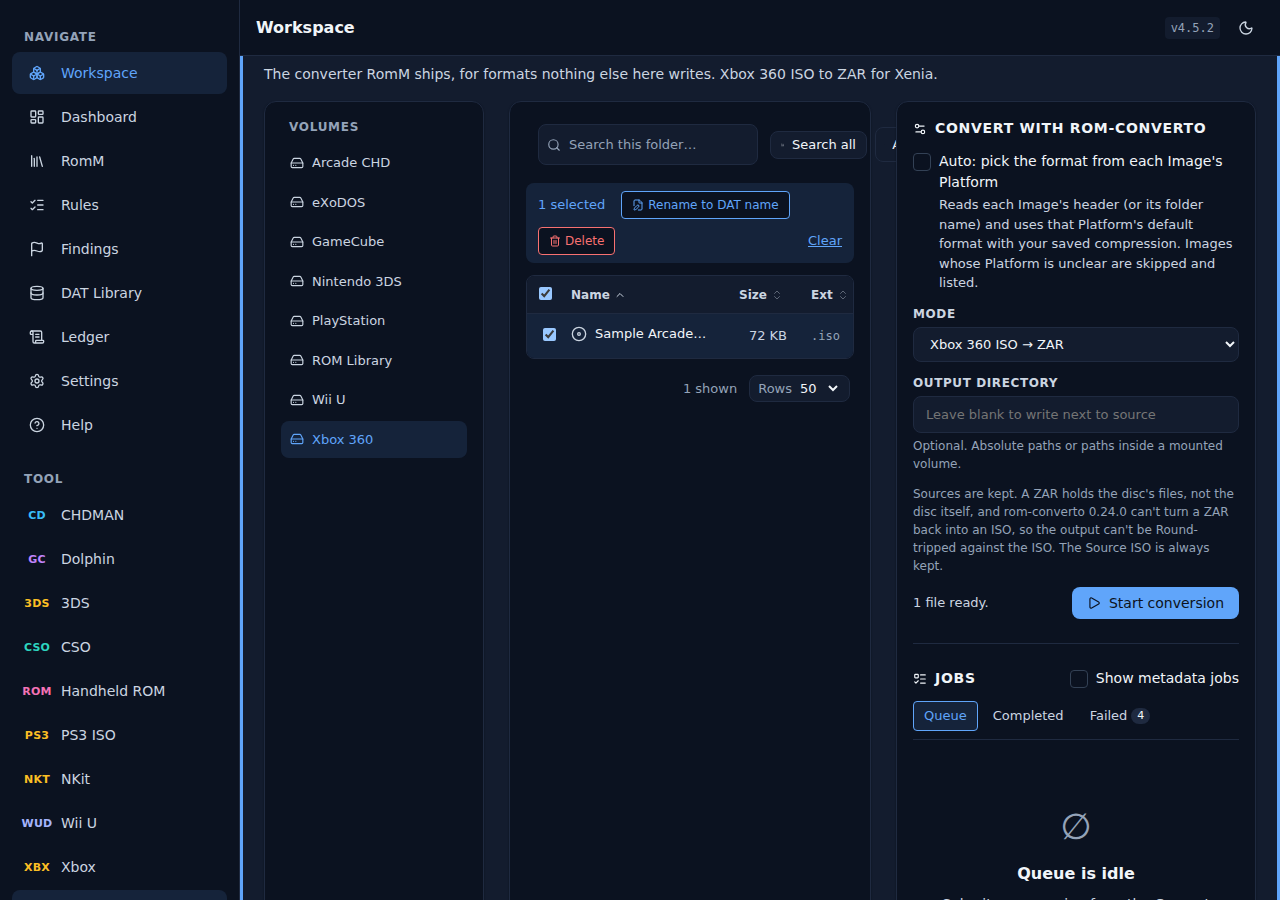 NAVIGATE
Workspace
Dashboard
RomM
Rules
Findings
DAT Library
Ledger
Settings
Help
TOOL
CD CHDMAN
GC Dolphin
3DS 3DS
CSO CSO
ROM Handheld ROM
PS3 PS3 ISO
NKT NKit
WUD Wii U
XBX Xbox
Workspace
v4.5.2
The converter RomM ships, for formats nothing else here writes. Xbox 360 ISO to ZAR for Xenia.
VOLUMES
Arcade CHD
eXoDOS
GameCube
Nintendo 3DS
PlayStation
ROM Library
Wii U
Xbox 360
Search this folder…
Search all
1 selected
Rename to DAT name
Delete
Clear
Name Size Ext
Sample Arcade… 72 KB .iso
1 shown Rows 50
CONVERT WITH ROM-CONVERTO
Auto: pick the format from each Image's
Platform
Reads each Image's header (or its folder
name) and uses that Platform's default
format with your saved compression. Images
whose Platform is unclear are skipped and
listed.
MODE
Xbox 360 ISO → ZAR
OUTPUT DIRECTORY
Leave blank to write next to source
Optional. Absolute paths or paths inside a mounted
volume.
Sources are kept. A ZAR holds the disc's files, not the
disc itself, and rom-converto 0.24.0 can't turn a ZAR
back into an ISO, so the output can't be Round-
tripped against the ISO. The Source ISO is always
kept.
1 file ready.
Start conversion
JOBS
Show metadata jobs
Queue Completed Failed 4
Queue is idle